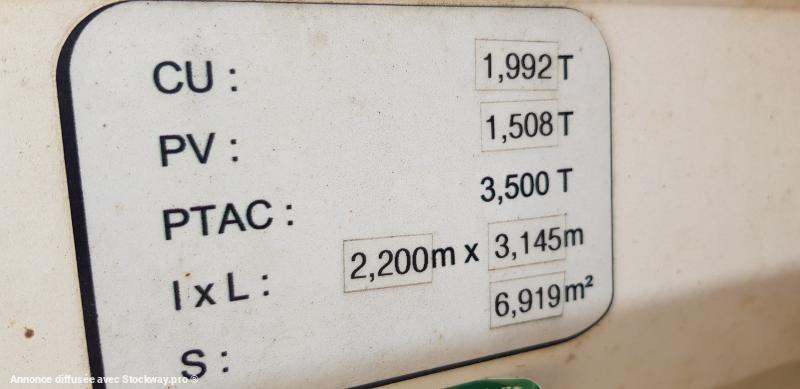 CU : 1,992 T
PV : 1,508 T
PTAC : 3,500 T
l x L : 2,200m x 3,145m
S : 6,919m²
Annonce diffusée avec Stockway.pro®